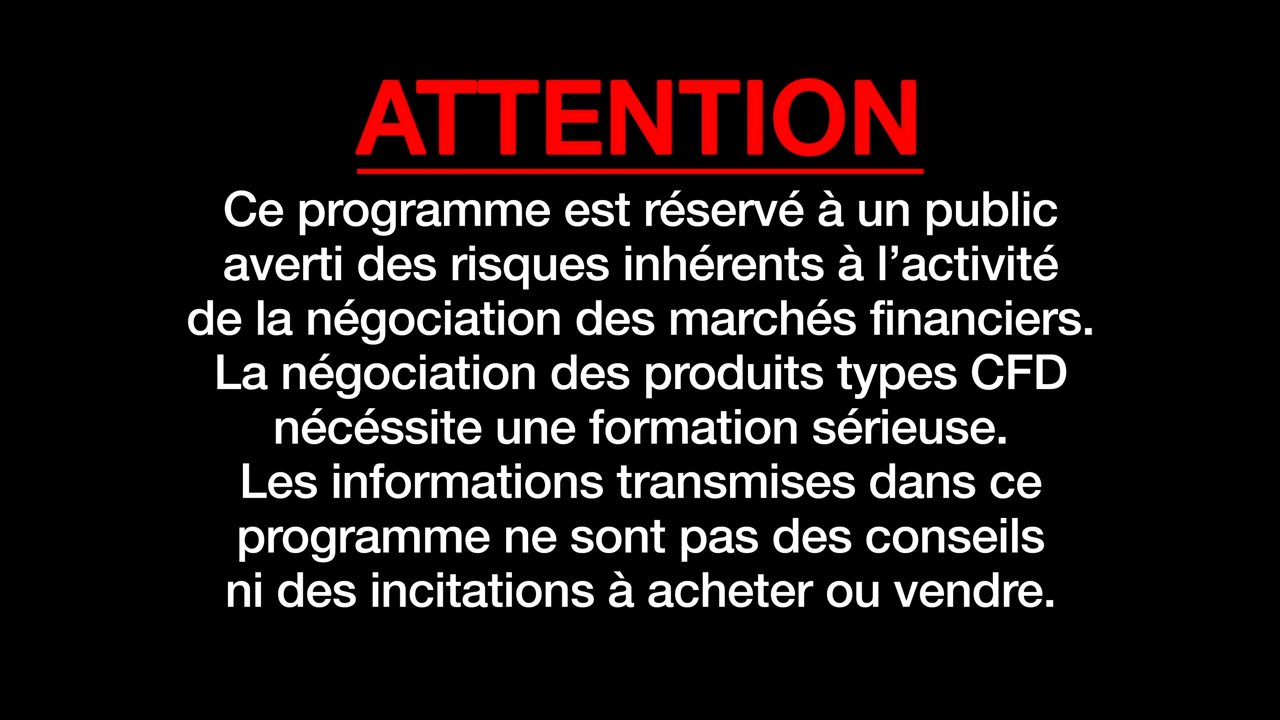 ATTENTION
Ce programme est réservé à un public
averti des risques inhérents à l’activité
de la négociation des marchés financiers.
La négociation des produits types CFD
nécéssite une formation sérieuse.
Les informations transmises dans ce
programme ne sont pas des conseils
ni des incitations à acheter ou vendre.